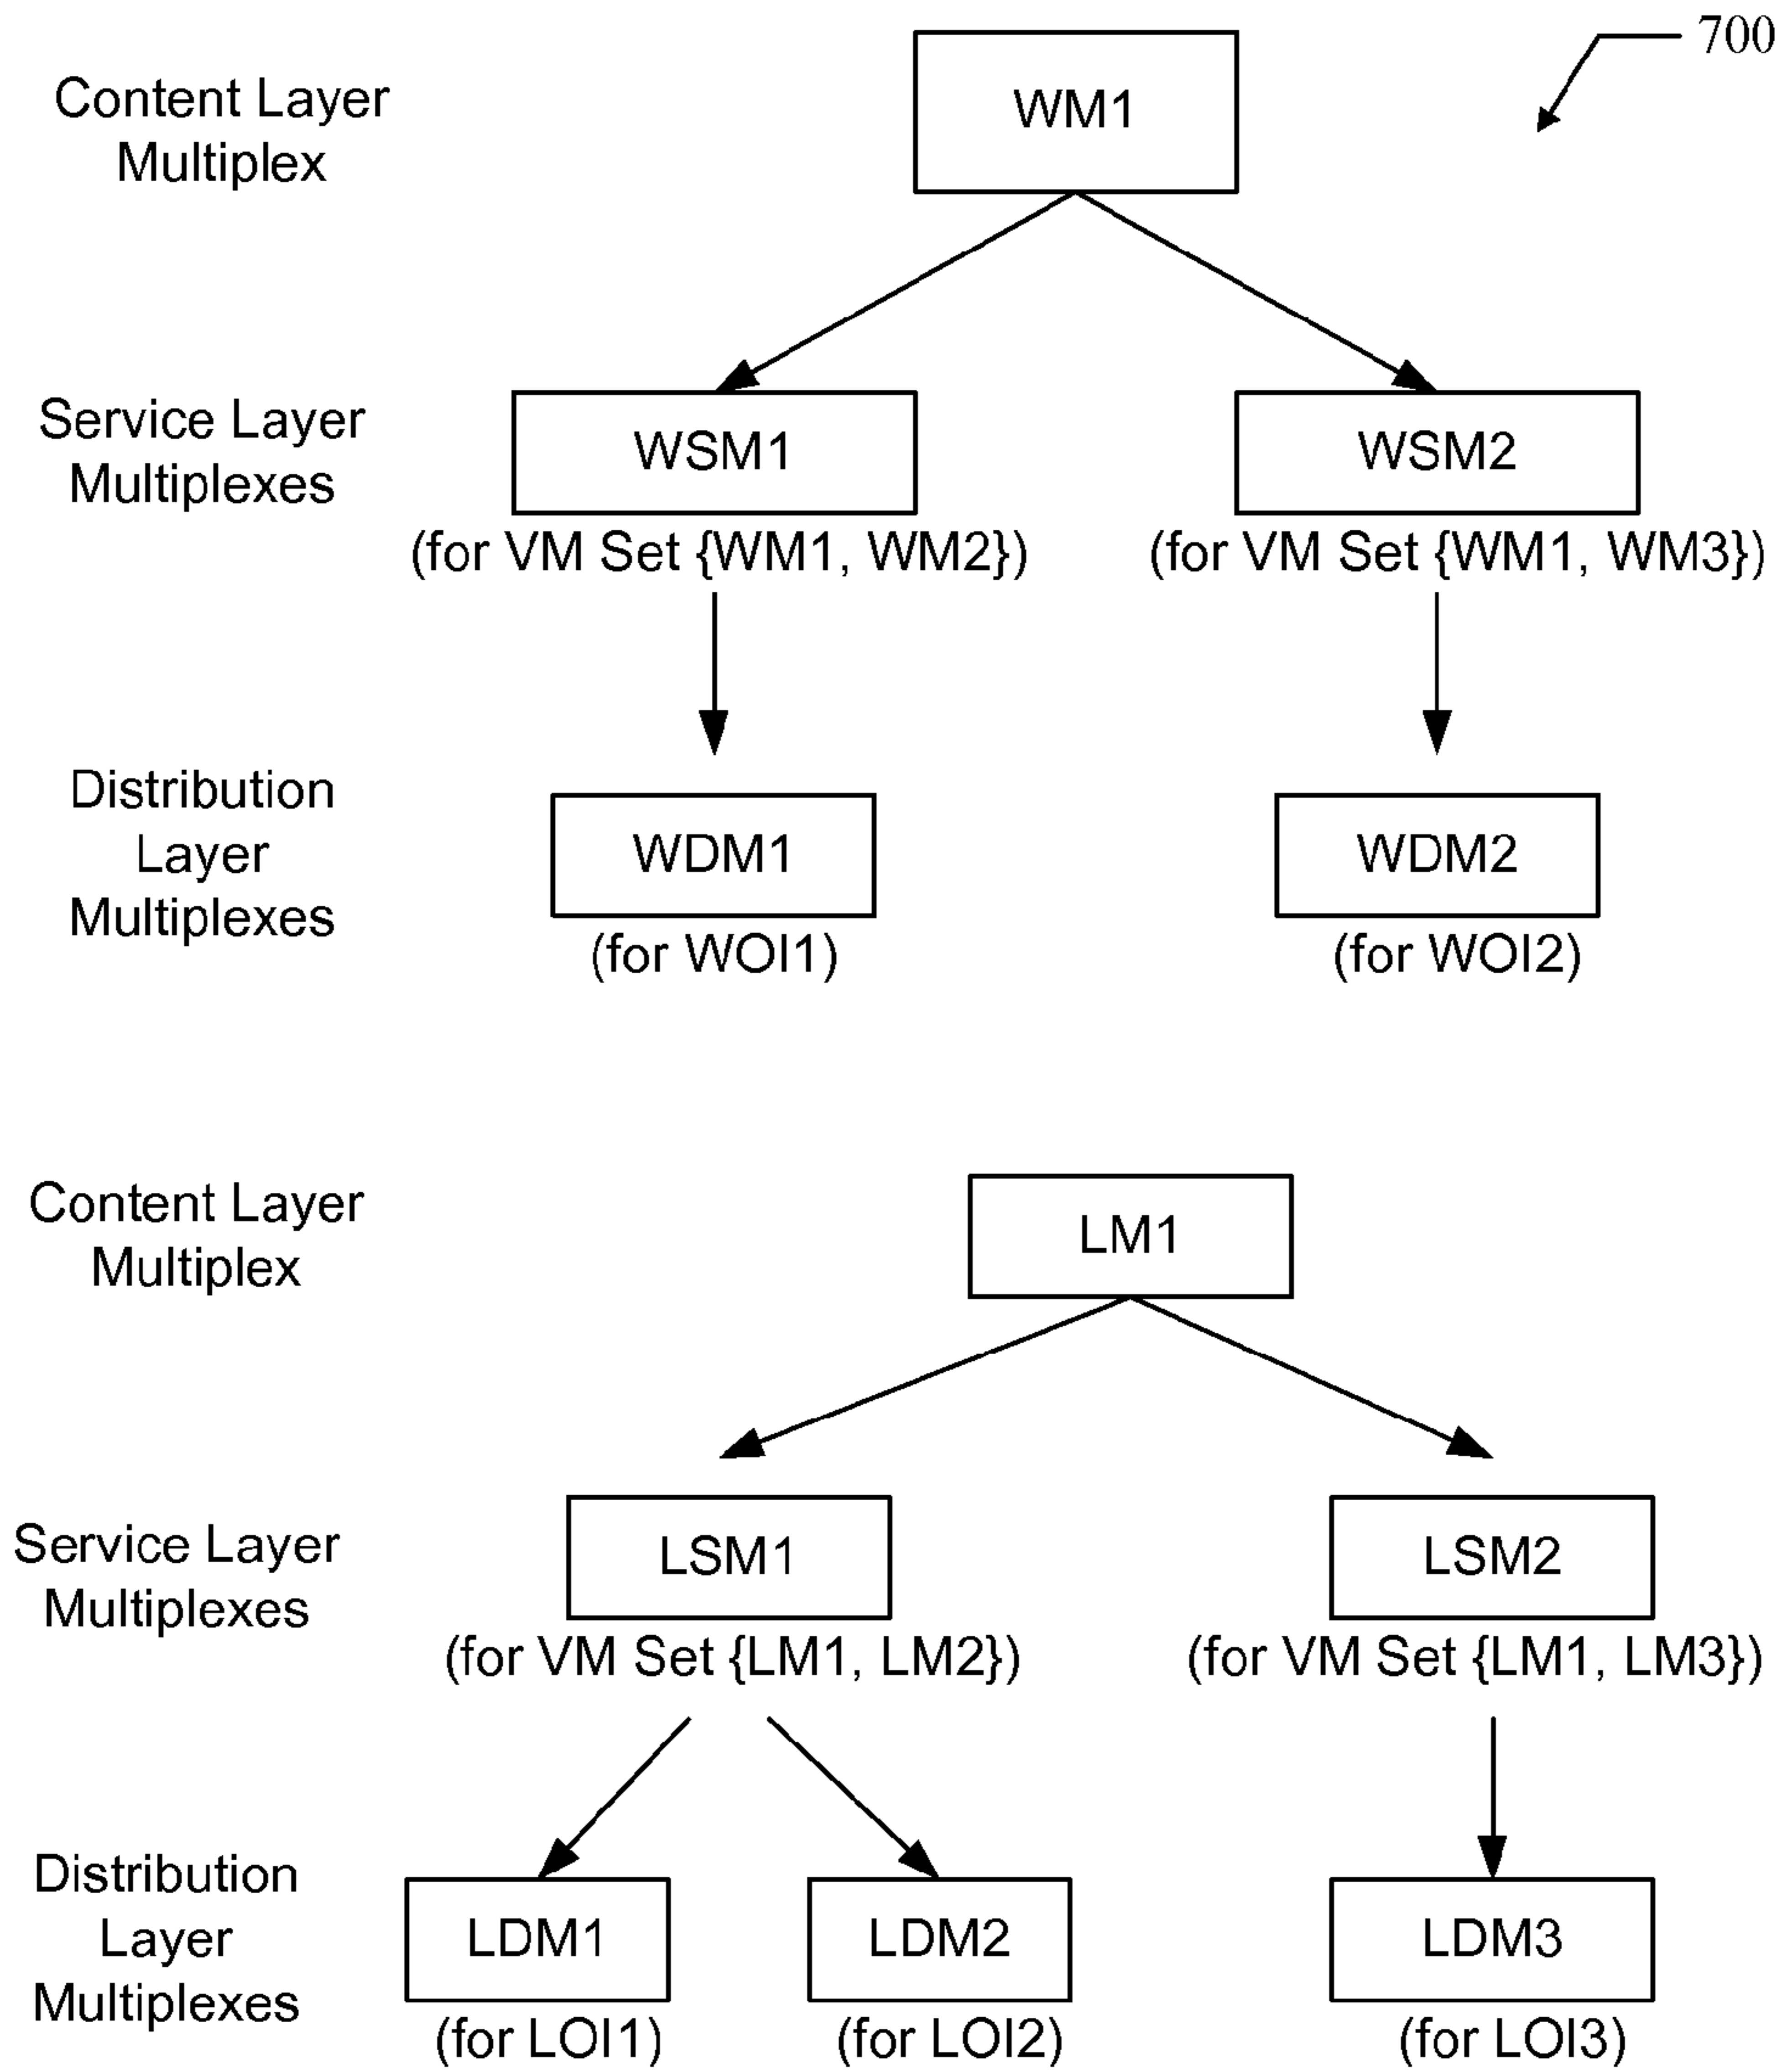 700
Content Layer
Multiplex
WM1
Service Layer
Multiplexes
WSM1
WSM2
(for VM Set {WM1, WM2})
(for VM Set {WM1, WM3})
Distribution
Layer
Multiplexes
WDM1
WDM2
(for WOI1)
(for WOI2)
Content Layer
Multiplex
LM1
Service Layer
Multiplexes
LSM1
LSM2
(for VM Set {LM1, LM2})
(for VM Set {LM1, LM3})
Distribution
Layer
Multiplexes
LDM1
LDM2
LDM3
(for LOI1)
(for LOI2)
(for LOI3)